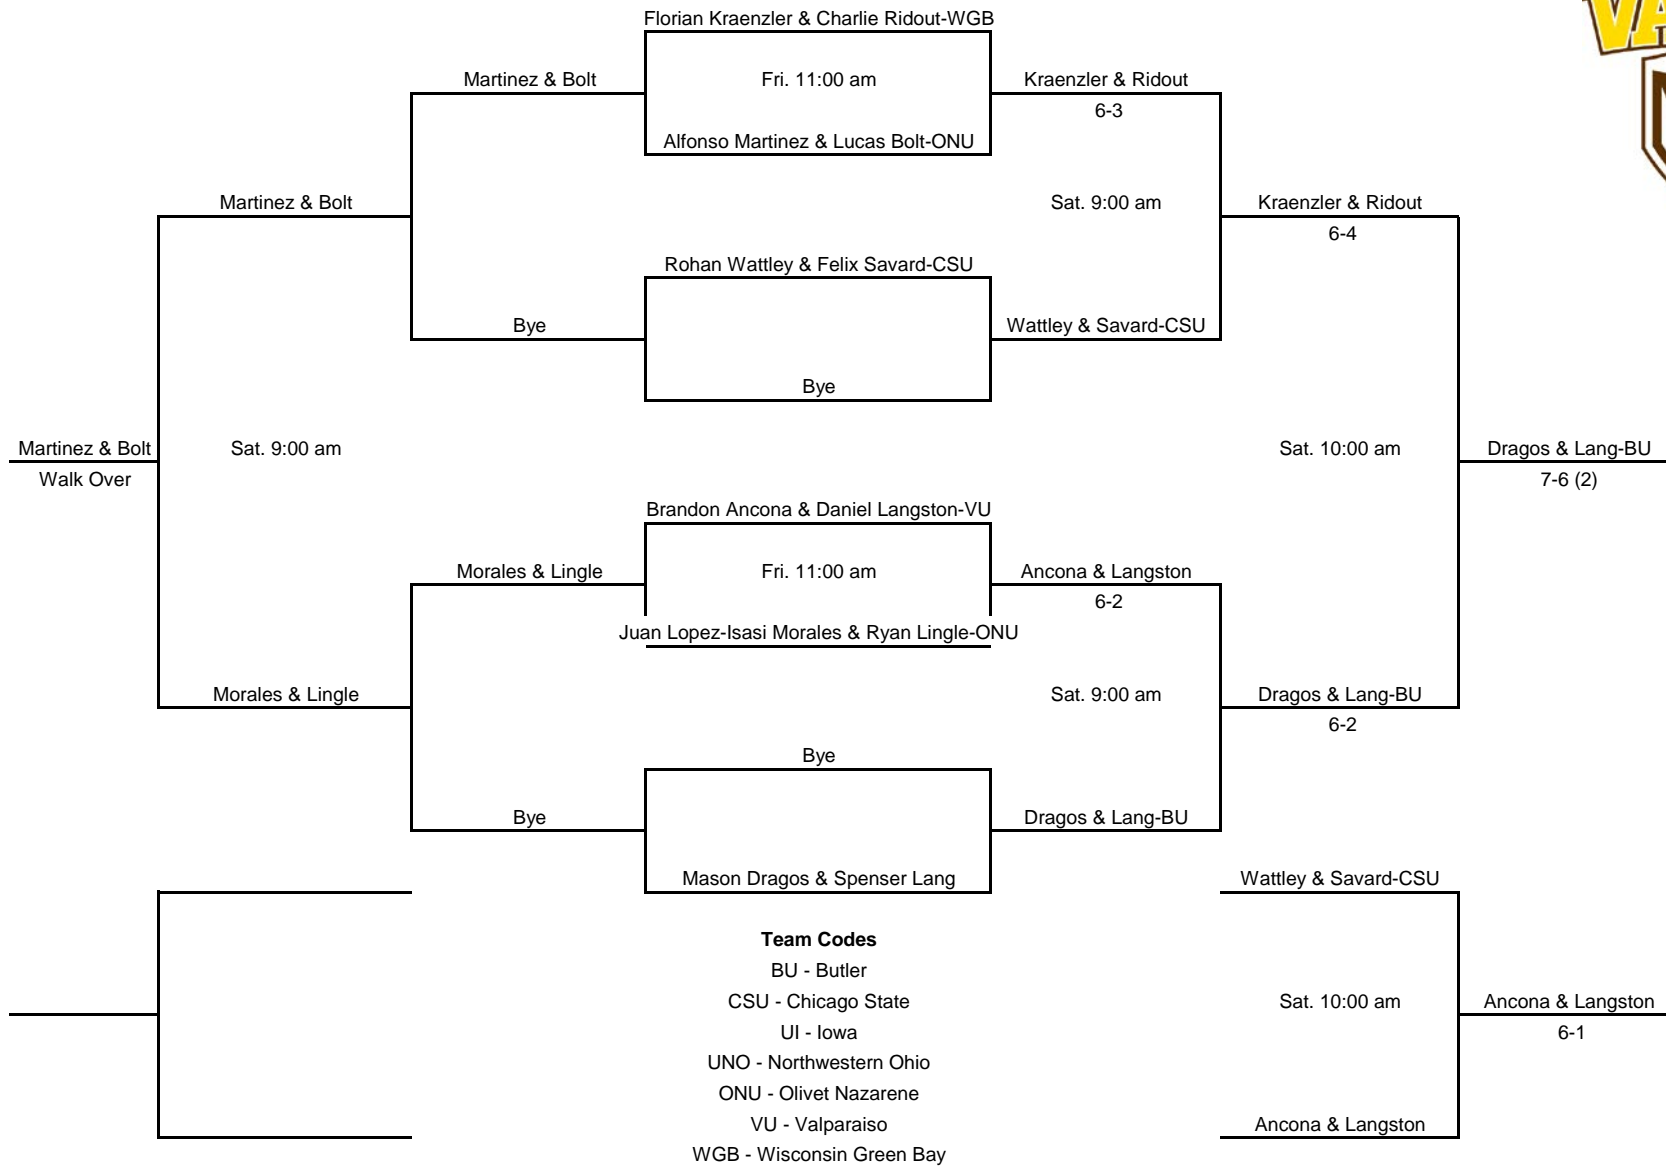 Florian Kraenzler & Charlie Ridout-WGB
Martinez & Bolt
Fri. 11:00 am
Kraenzler & Ridout
6-3
Alfonso Martinez & Lucas Bolt-ONU
Martinez & Bolt
Sat. 9:00 am
Kraenzler & Ridout
6-4
Rohan Wattley & Felix Savard-CSU
Bye
Wattley & Savard-CSU
Bye
Martinez & Bolt
Sat. 9:00 am
Sat. 10:00 am
Dragos & Lang-BU
Walk Over
7-6 (2)
Brandon Ancona & Daniel Langston-VU
Morales & Lingle
Fri. 11:00 am
Ancona & Langston
6-2
Juan Lopez-Isasi Morales & Ryan Lingle-ONU
Morales & Lingle
Sat. 9:00 am
Dragos & Lang-BU
6-2
Bye
Bye
Dragos & Lang-BU
Mason Dragos & Spenser Lang
Wattley & Savard-CSU
Team Codes
BU - Butler
CSU - Chicago State
Sat. 10:00 am
Ancona & Langston
UI - Iowa
6-1
UNO - Northwestern Ohio
ONU - Olivet Nazarene
VU - Valparaiso
Ancona & Langston
WGB - Wisconsin Green Bay